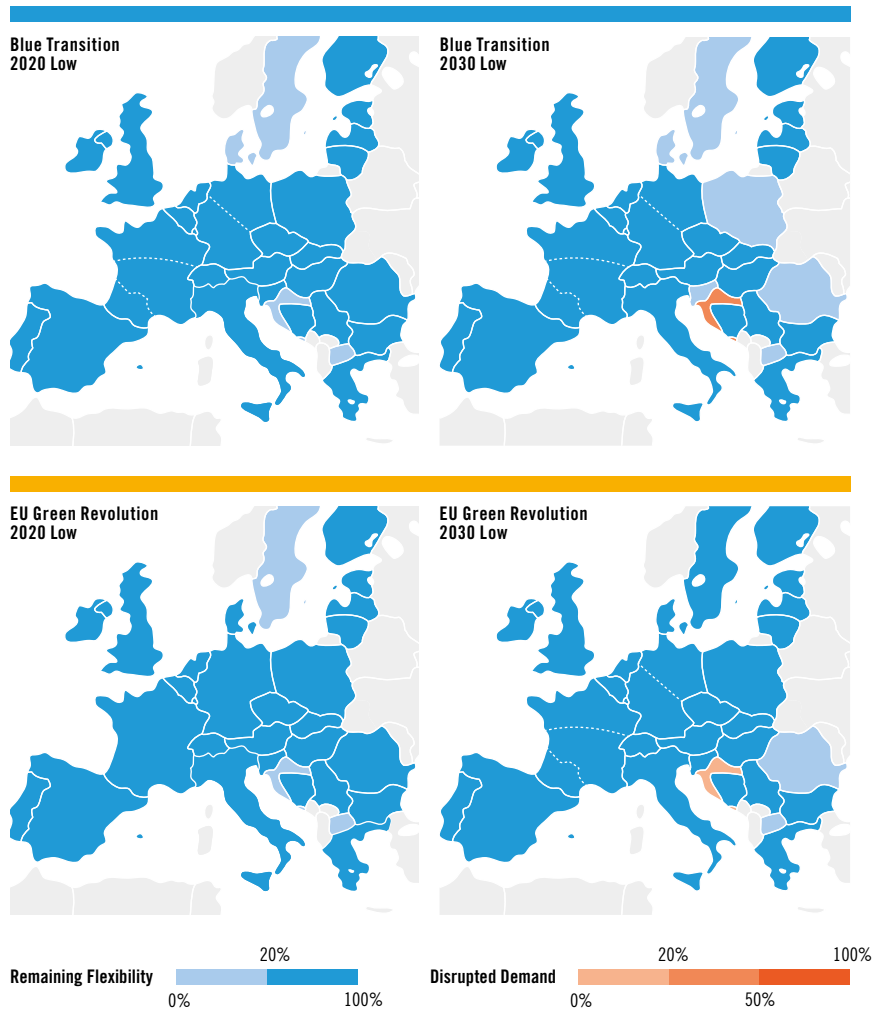 Blue Transition
2020 Low
Blue Transition
2030 Low
EU Green Revolution
2020 Low
EU Green Revolution
2030 Low
Remaining Flexibility
20%
0%
100%
Disrupted Demand
20%
100%
0%
50%